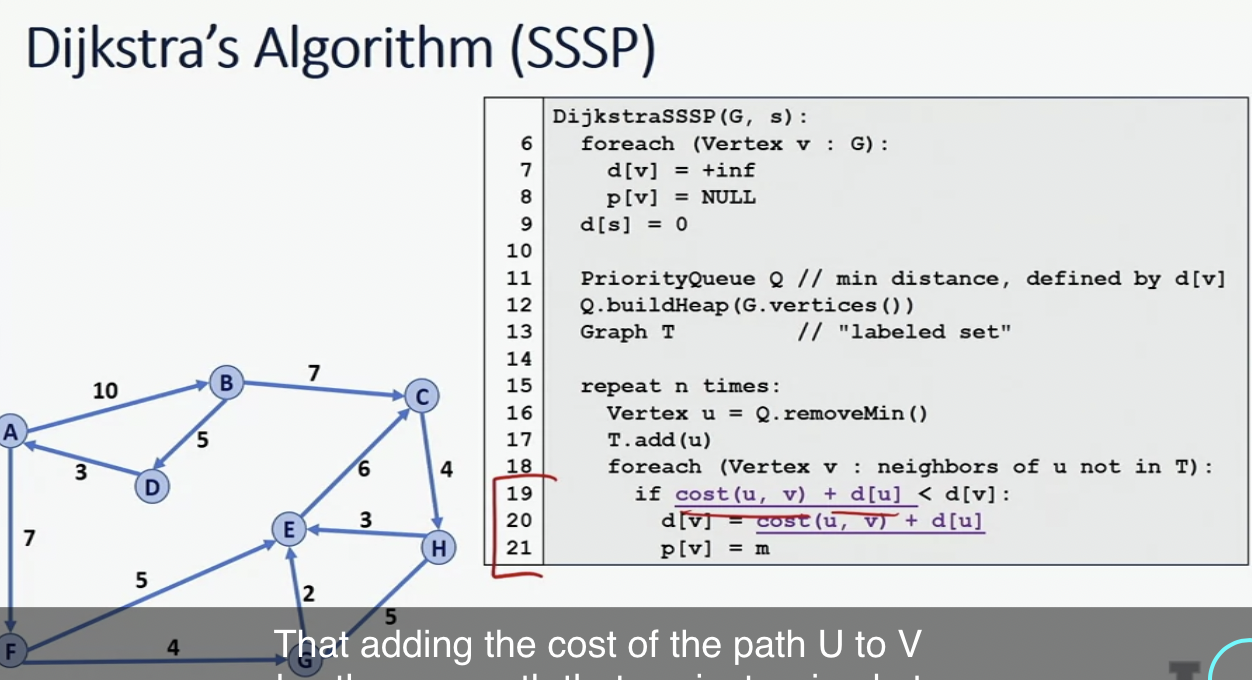 Dijkstra's Algorithm (SSSP)
DijkstraSSSP(G, s):
6 foreach (Vertex v : G):
7 d[v] = +inf
8 p[v] = NULL
9 d[s] = 0
10
11 PriorityQueue Q // min distance, defined by d[v]
12 Q.buildHeap(G.vertices())
13 Graph T // "labeled set"
14
15 repeat n times:
16 Vertex u = Q.removeMin()
17 T.add(u)
18 foreach (Vertex v : neighbors of u not in T):
19 if cost(u, v) + d[u] < d[v]:
20 d[v] = cost(u, v) + d[u]
21 p[v] = m
B
7
10
C
A
5
3
D
6
4
E
3
H
7
5
2
5
F
4
G
That adding the cost of the path U to V